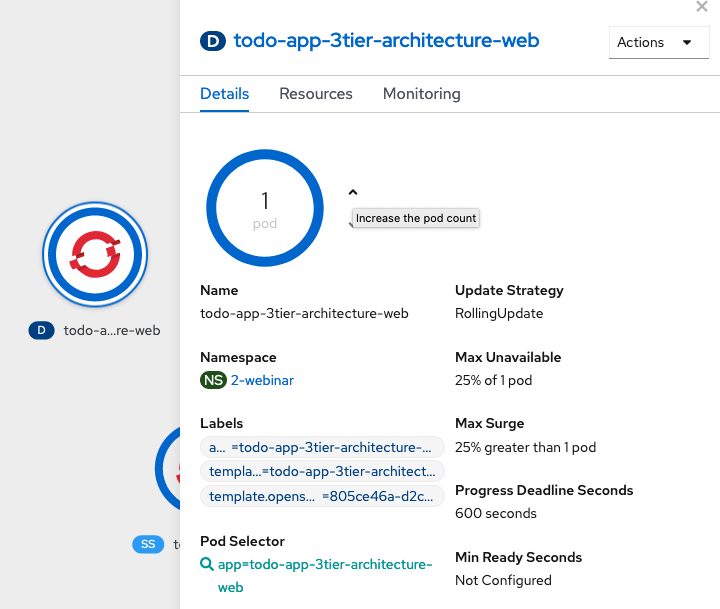 D todo-app-3tier-architecture-web
Actions
Details Resources Monitoring
1
pod
Increase the pod count
D todo-a...re-web
Name
todo-app-3tier-architecture-web
Update Strategy
RollingUpdate
Namespace
NS 2-webinar
Max Unavailable
25% of 1 pod
Labels
a... =todo-app-3tier-architecture-...
templa...=todo-app-3tier-architect...
template.opens... =805ce46a-d2c...
Max Surge
25% greater than 1 pod
Progress Deadline Seconds
600 seconds
SS
Pod Selector
app=todo-app-3tier-architecture-
web
Min Ready Seconds
Not Configured